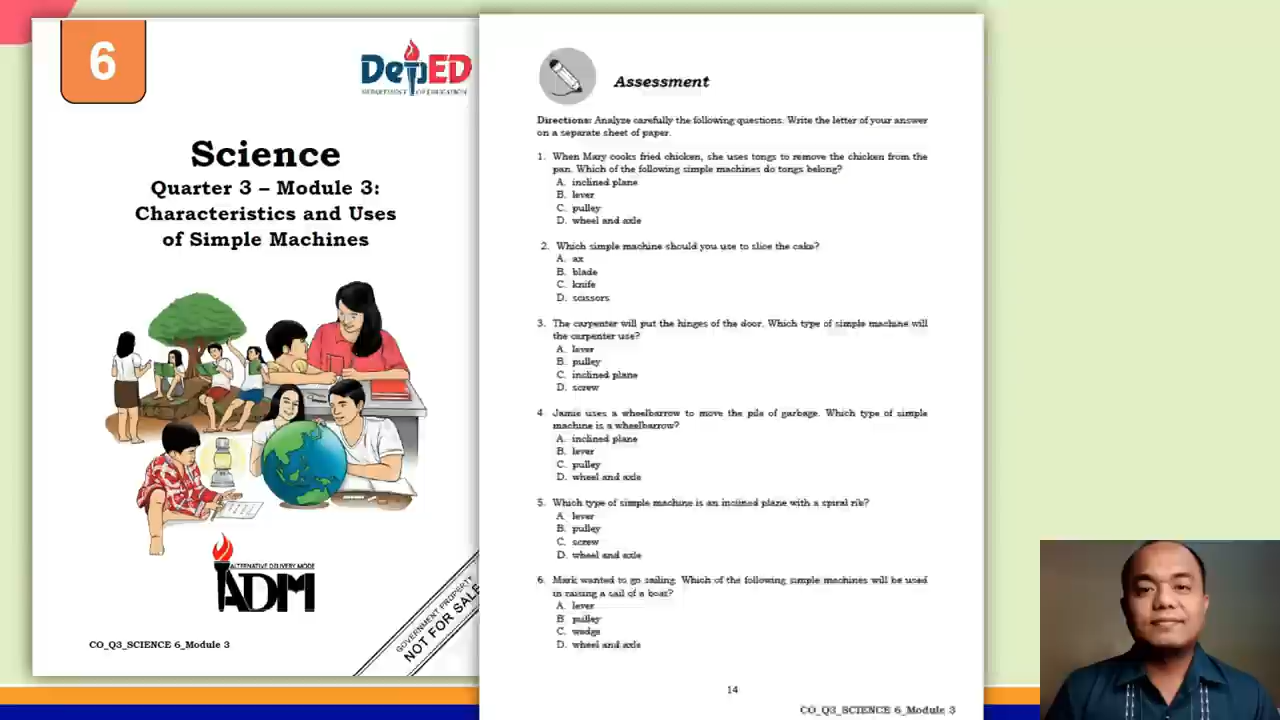 6
DepED
DEPARTMENT OF EDUCATION
Science
Quarter 3 – Module 3:
Characteristics and Uses
of Simple Machines
ALTERNATIVE DELIVERY MODE
ADM
GOVERNMENT PROPERTY
NOT FOR SALE
CO_Q3_SCIENCE 6_Module 3
Assessment
Directions: Analyze carefully the following questions. Write the letter of your answer
on a separate sheet of paper.
1. When Mary cooks fried chicken, she uses tongs to remove the chicken from the
pan. Which of the following simple machines do tongs belong?
A. inclined plane
B. lever
C. pulley
D. wheel and axle
2. Which simple machine should you use to slice the cake?
A. ax
B. blade
C. knife
D. scissors
3. The carpenter will put the hinges of the door. Which type of simple machine will
the carpenter use?
A. lever
B. pulley
C. inclined plane
D. screw
4 Jamie uses a wheelbarrow to move the pile of garbage. Which type of simple
machine is a wheelbarrow?
A. inclined plane
B. lever
C. pulley
D. wheel and axle
5. Which type of simple machine is an inclined plane with a spiral rib?
A. lever
B. pulley
C. screw
D. wheel and axle
6. Mark wanted to go sailing. Which of the following simple machines will be used
in raising a sail of a boat?
A. lever
B. pulley
C. wedge
D. wheel and axle
14
CO_Q3_SCIENCE 6_Module 3